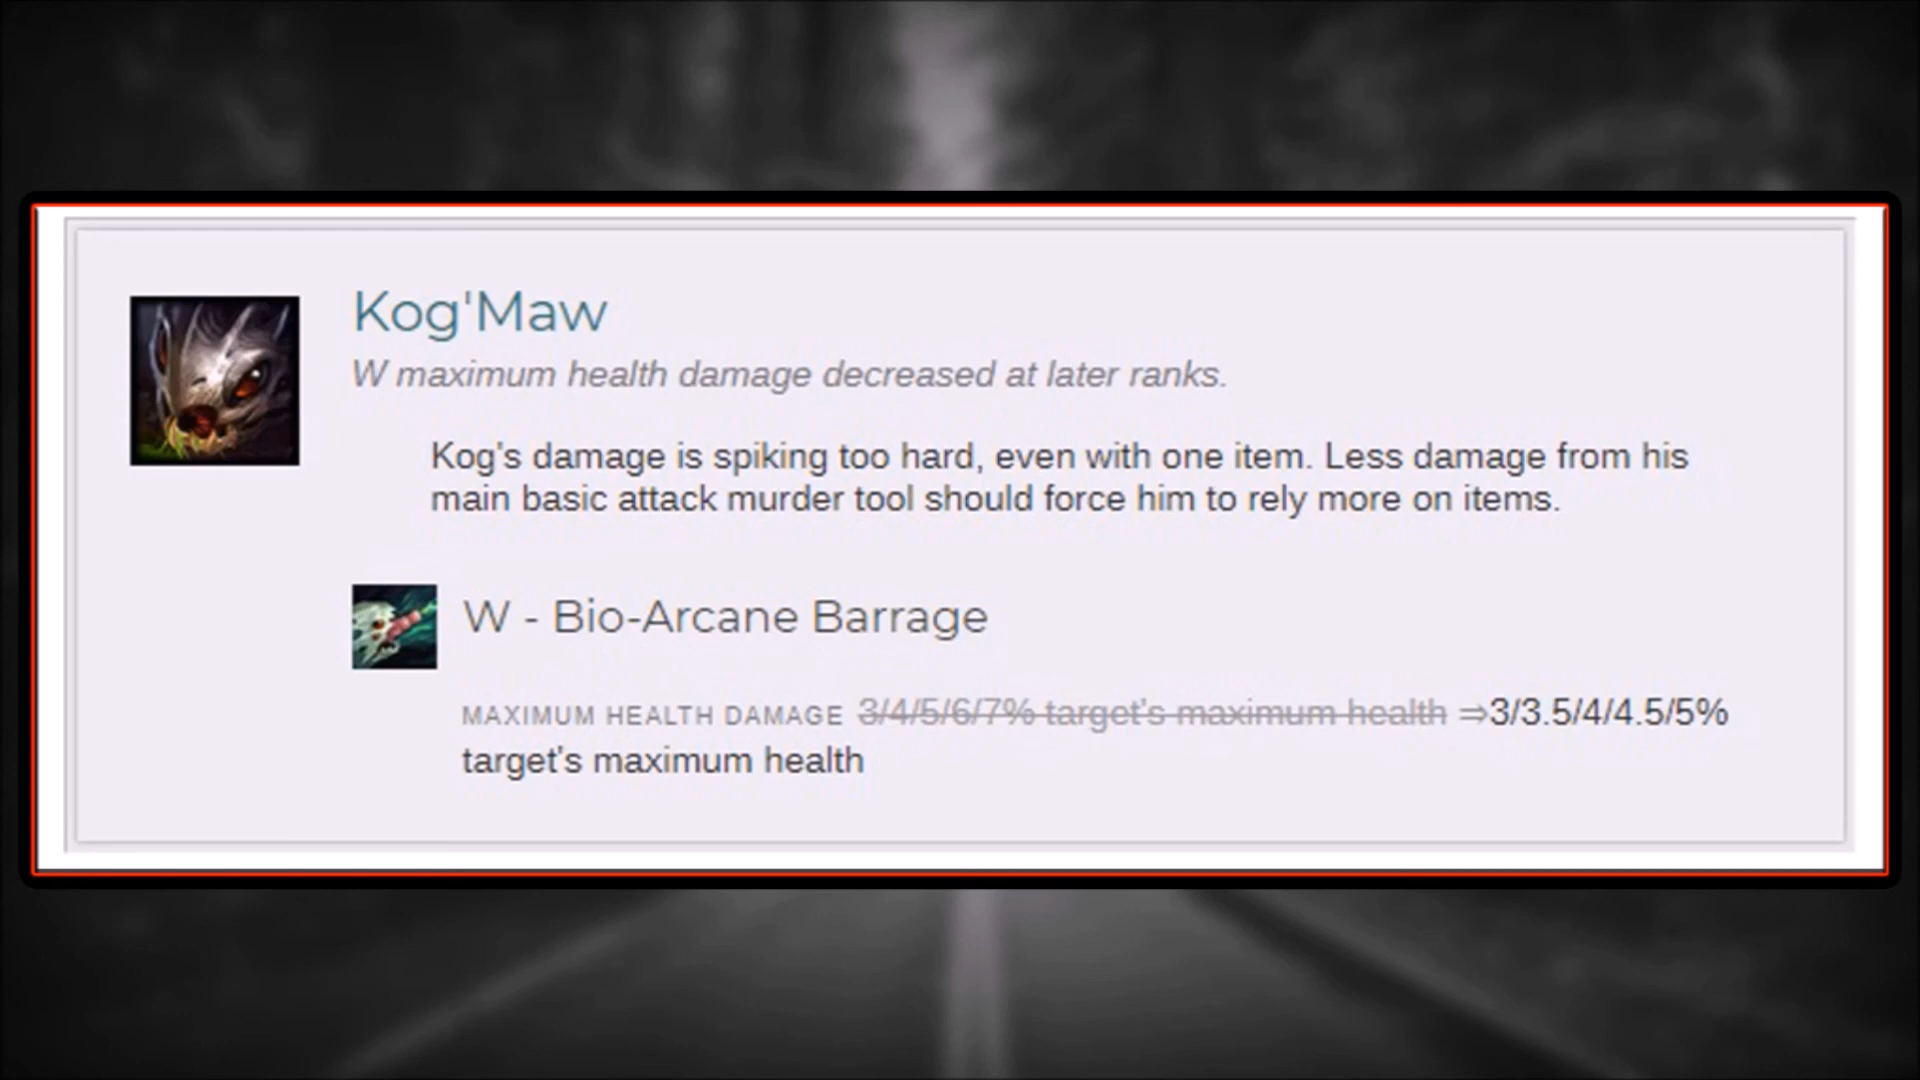 Kog'Maw
W maximum health damage decreased at later ranks.
Kog's damage is spiking too hard, even with one item. Less damage from his
main basic attack murder tool should force him to rely more on items.
W - Bio-Arcane Barrage
MAXIMUM HEALTH DAMAGE 3/4/5/6/7% target's maximum health ⇒3/3.5/4/4.5/5%
target's maximum health